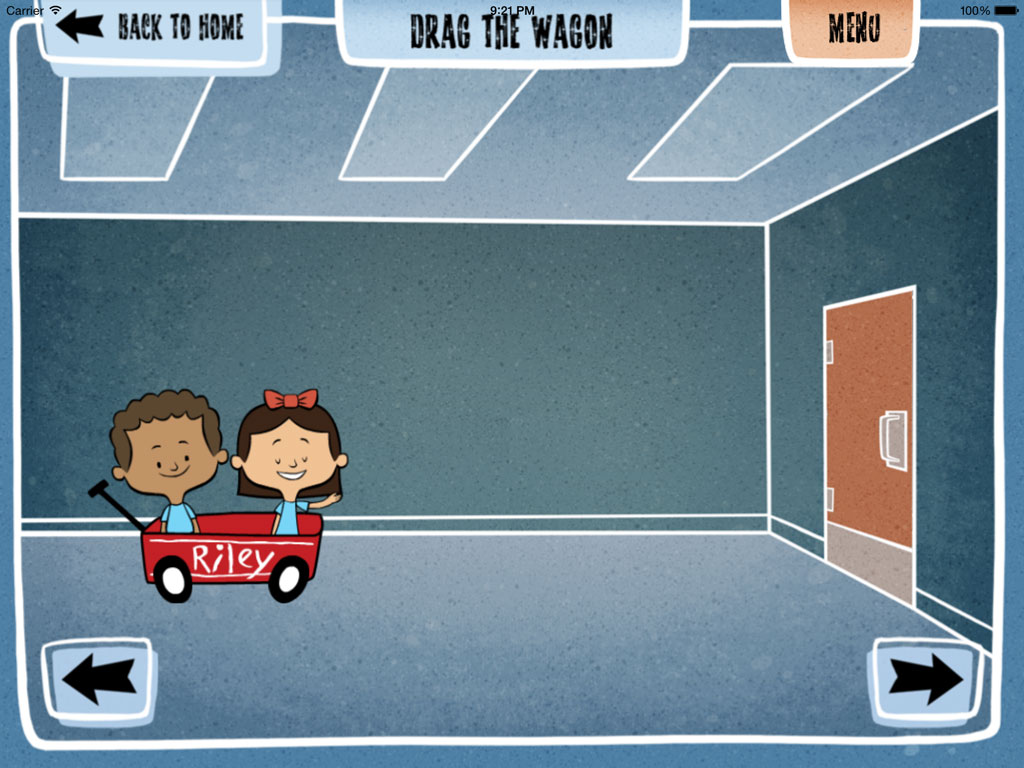 Carrier 9:21 PM 100%
BACK TO HOME
DRAG THE WAGON
MENU
Riley